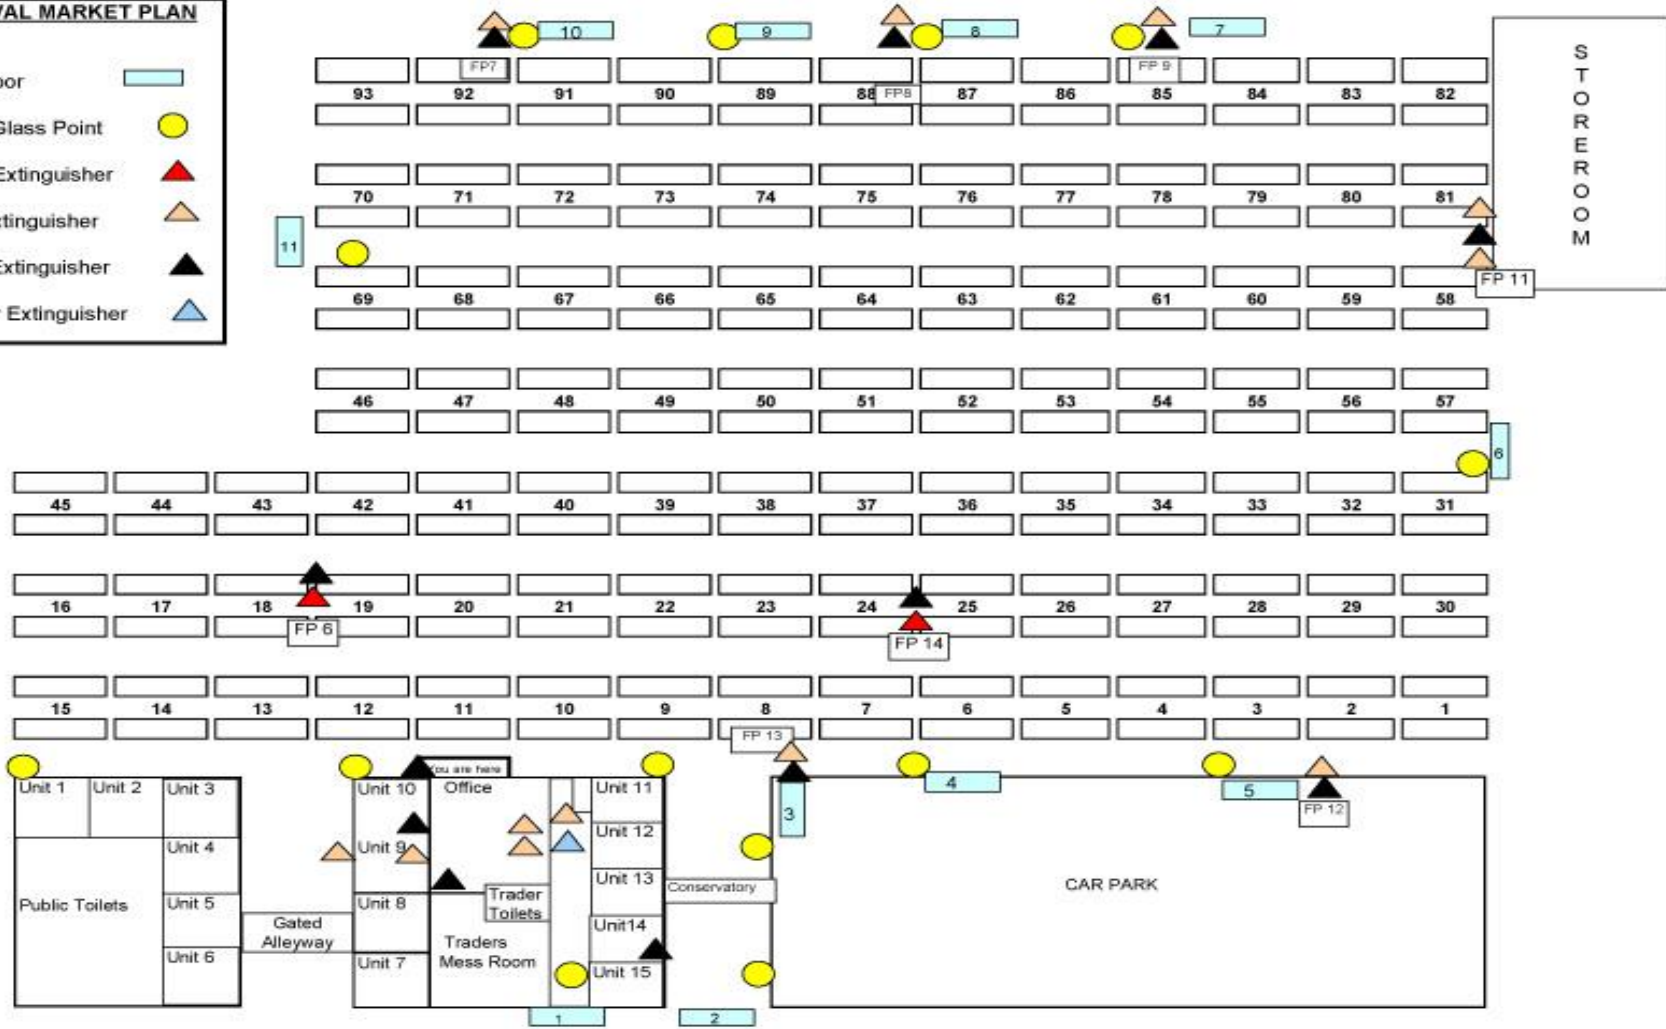 VAL MARKET PLAN
oor
Glass Point
Extinguisher
xtinguisher
Extinguisher
r Extinguisher
10 9 8 7
FP7 FP 9
93 92 91 90 89 88 FP8 87 86 85 84 83 82
STOREROOM
70 71 72 73 74 75 76 77 78 79 80 81
11
FP 11
69 68 67 66 65 64 63 62 61 60 59 58
46 47 48 49 50 51 52 53 54 55 56 57
6
45 44 43 42 41 40 39 38 37 36 35 34 33 32 31
16 17 18 19 20 21 22 23 24 25 26 27 28 29 30
FP 6 FP 14
15 14 13 12 11 10 9 8 7 6 5 4 3 2 1
FP 13
You are here
Unit 1 Unit 2 Unit 3 Unit 10 Office Unit 11
3 4 5
FP 12
Unit 12
Unit 4 Unit 9
Unit 13 Conservatory CAR PARK
Public Toilets Unit 5 Unit 8
Trader
Toilets
Gated
Alleyway
Unit14
Traders
Mess Room
Unit 6 Unit 7 Unit 15
1 2